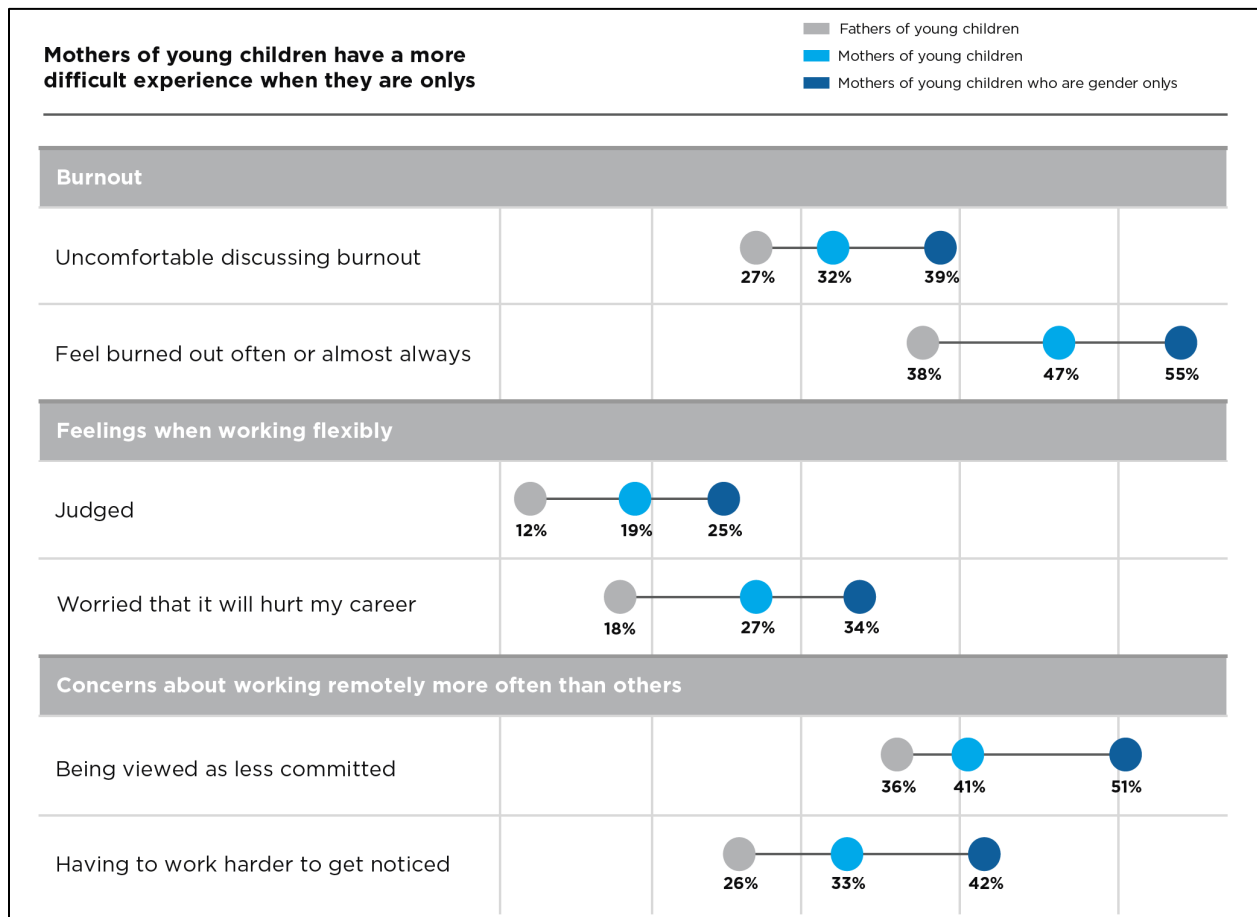 Mothers of young children have a more
difficult experience when they are onlys
Fathers of young children
Mothers of young children
Mothers of young children who are gender onlys
Burnout
Uncomfortable discussing burnout
27% 32% 39%
Feel burned out often or almost always
38% 47% 55%
Feelings when working flexibly
Judged
12% 19% 25%
Worried that it will hurt my career
18% 27% 34%
Concerns about working remotely more often than others
Being viewed as less committed
36% 41% 51%
Having to work harder to get noticed
26% 33% 42%